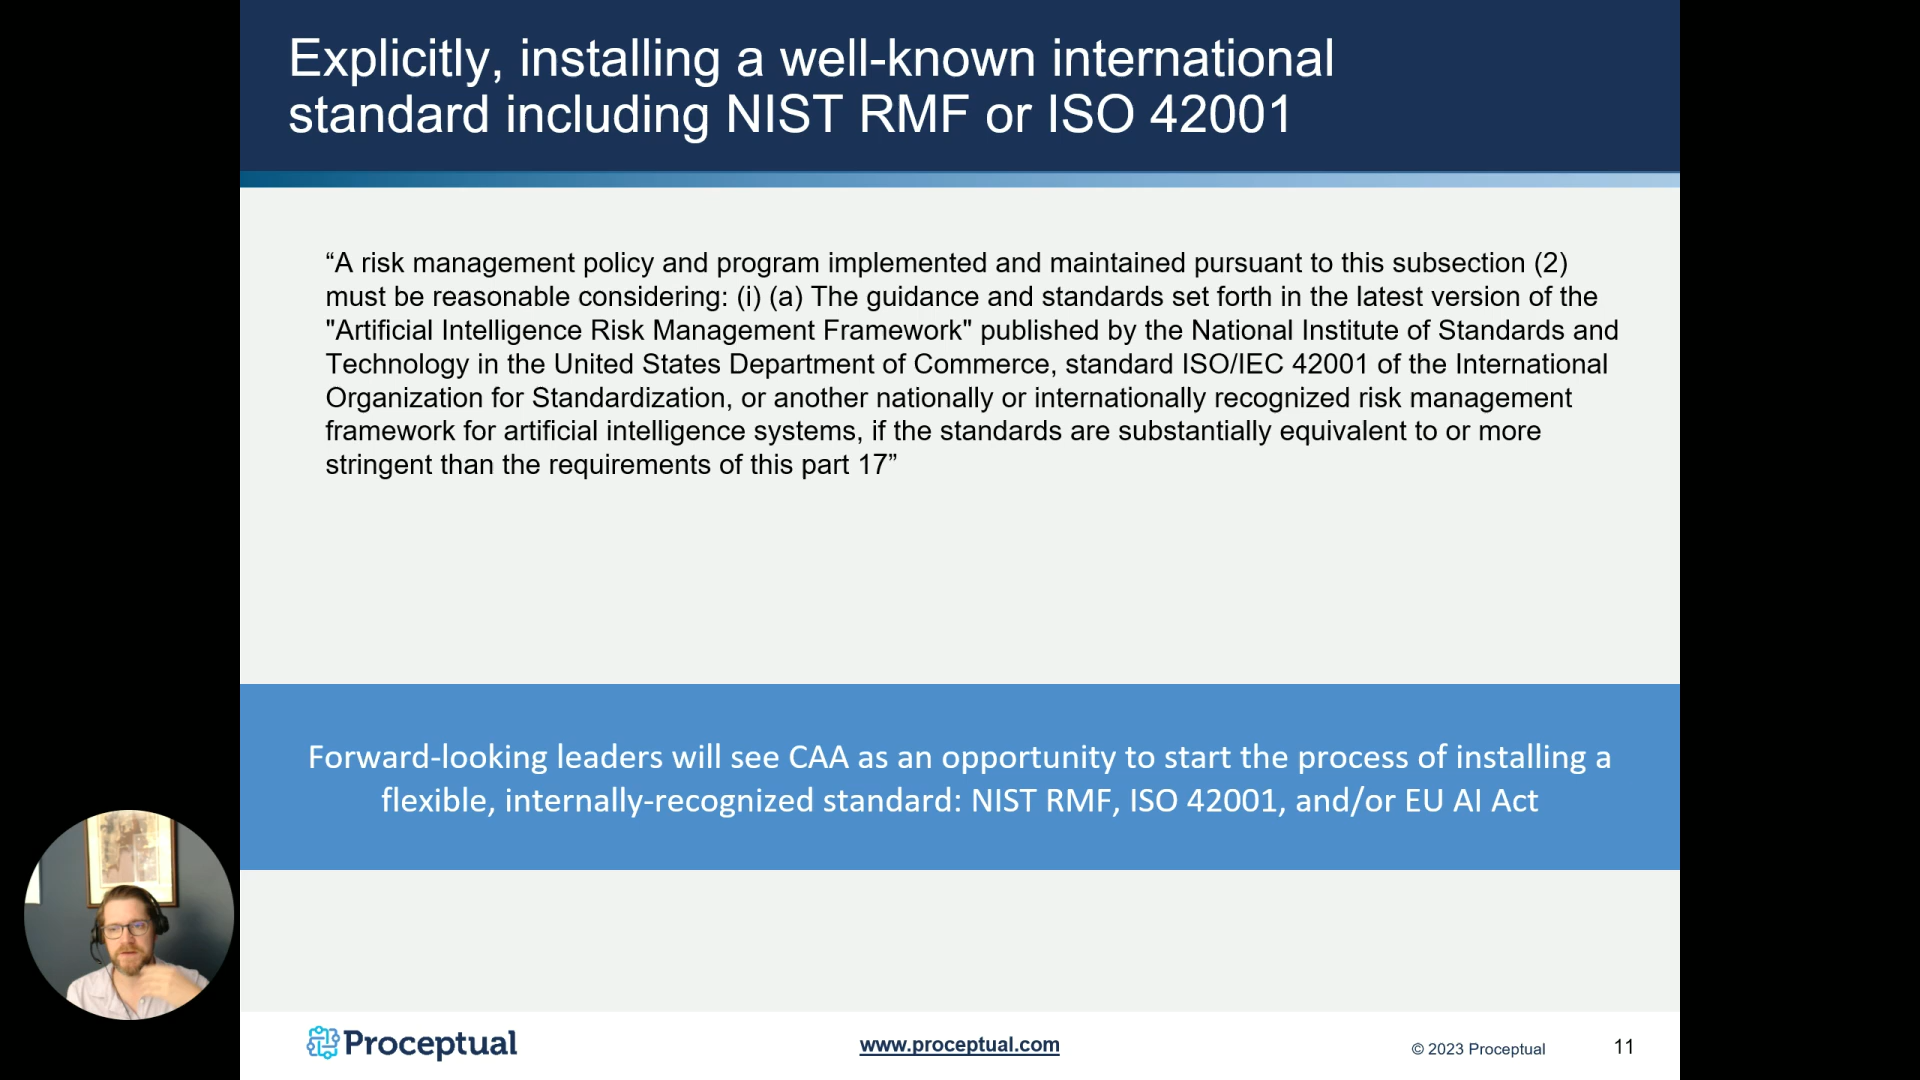 Explicitly, installing a well-known international
standard including NIST RMF or ISO 42001
“A risk management policy and program implemented and maintained pursuant to this subsection (2)
must be reasonable considering: (i) (a) The guidance and standards set forth in the latest version of the
"Artificial Intelligence Risk Management Framework" published by the National Institute of Standards and
Technology in the United States Department of Commerce, standard ISO/IEC 42001 of the International
Organization for Standardization, or another nationally or internationally recognized risk management
framework for artificial intelligence systems, if the standards are substantially equivalent to or more
stringent than the requirements of this part 17”
Forward-looking leaders will see CAA as an opportunity to start the process of installing a
flexible, internally-recognized standard: NIST RMF, ISO 42001, and/or EU AI Act
Proceptual
www.proceptual.com
© 2023 Proceptual
11